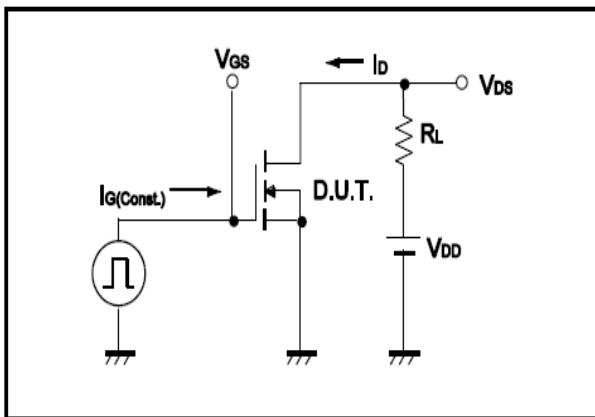 VGS
ID
VDS
RL
IG(Const.)
D.U.T.
VDD